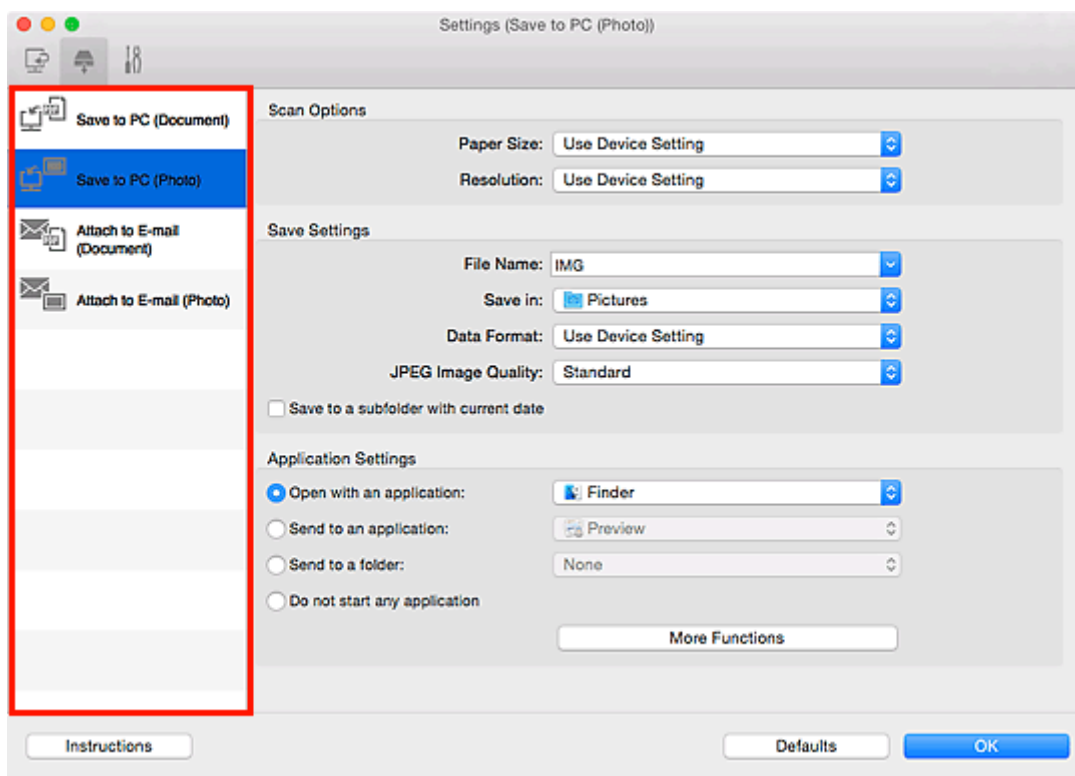 Settings (Save to PC (Photo))
Save to PC (Document)
Save to PC (Photo)
Attach to E-mail
(Document)
Attach to E-mail (Photo)
Scan Options
Paper Size: Use Device Setting
Resolution: Use Device Setting
Save Settings
File Name: IMG
Save in: Pictures
Data Format: Use Device Setting
JPEG Image Quality: Standard
Save to a subfolder with current date
Application Settings
Open with an application: Finder
Send to an application: Preview
Send to a folder: None
Do not start any application
More Functions
Instructions
Defaults
OK